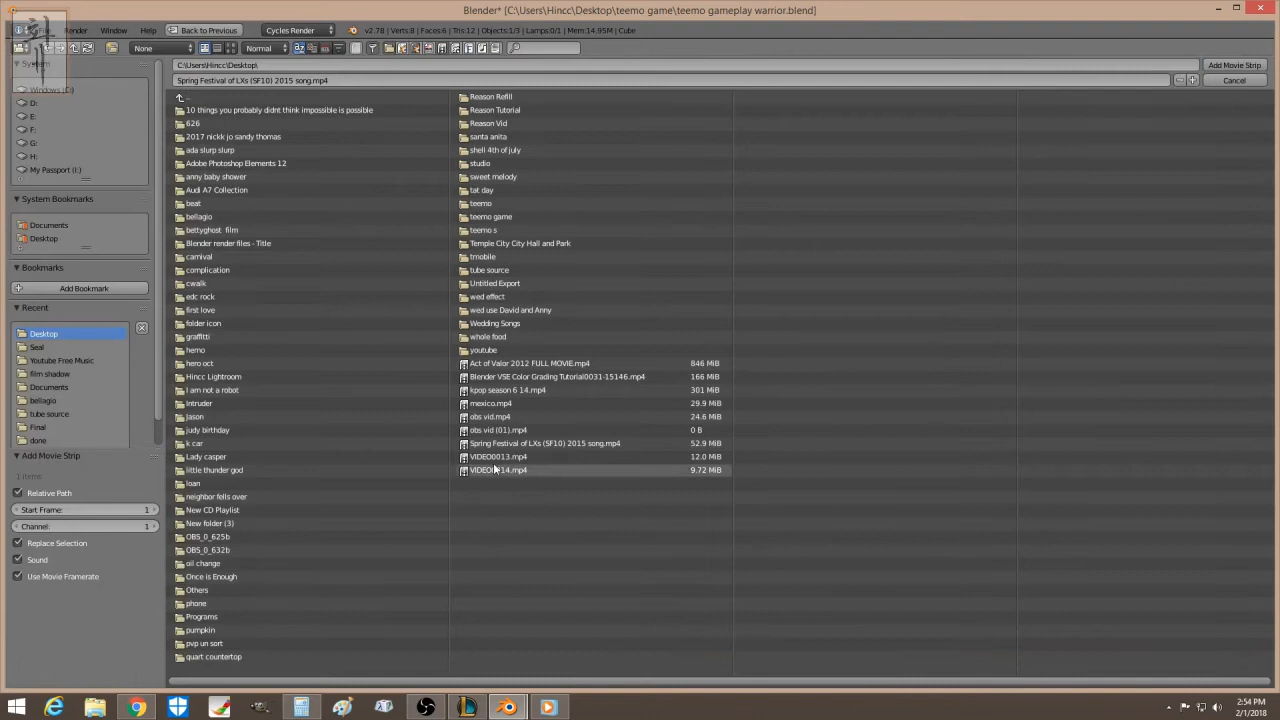 Blender* [C:\Users\Hincc\Desktop\teemo game\teemo gameplay warrior.blend]
File Render Window Help Back to Previous Cycles Render v2.78 | Verts:8 | Faces:6 | Tris:12 | Objects:1/3 | Lamps:0/1 | Mem:14.95M | Cube
None Normal
System
Windows (C:)
D:
E:
F:
G:
H:
My Passport (I:)
System Bookmarks
Documents
Desktop
Bookmarks
Add Bookmark
Recent
Desktop
Seal
Youtube Free Music
film shadow
Documents
bellagio
tube source
Final
done
Add Movie Strip
1 items
Relative Path
Start Frame: 1
Channel: 1
Replace Selection
Sound
Use Movie Framerate
C:\Users\Hincc\Desktop\ Add Movie Strip
Spring Festival of LXs (SF10) 2015 song.mp4 Cancel
..
10 things you probably didnt think impossible is possible
626
2017 nickk jo sandy thomas
ada slurp slurp
Adobe Photoshop Elements 12
anny baby shower
Audi A7 Collection
beat
bellagio
bettyghost film
Blender render files - Title
carnival
complication
cwalk
edc rock
first love
folder icon
graffitti
hemo
hero oct
Hincc Lightroom
I am not a robot
Intruder
Jason
judy birthday
k car
Lady casper
little thunder god
loan
neighbor fells over
New CD Playlist
New folder (3)
OBS_0_625b
OBS_0_632b
oil change
Once is Enough
Others
phone
Programs
pumpkin
pvp un sort
quart countertop
Reason Refill
Reason Tutorial
Reason Vid
santa anita
shell 4th of july
studio
sweet melody
tat day
teemo
teemo game
teemo s
Temple City City Hall and Park
tmobile
tube source
Untitled Export
wed effect
wed use David and Anny
Wedding Songs
whole food
youtube
Act of Valor 2012 FULL MOVIE.mp4 846 MiB
Blender VSE Color Grading Tutorial0031-15146.mp4 166 MiB
kpop season 6 14.mp4 301 MiB
mexico.mp4 29.9 MiB
obs vid.mp4 24.6 MiB
obs vid (01).mp4 0 B
Spring Festival of LXs (SF10) 2015 song.mp4 52.9 MiB
VIDEO0013.mp4 12.0 MiB
VIDEO0014.mp4 9.72 MiB
2:54 PM
2/1/2018